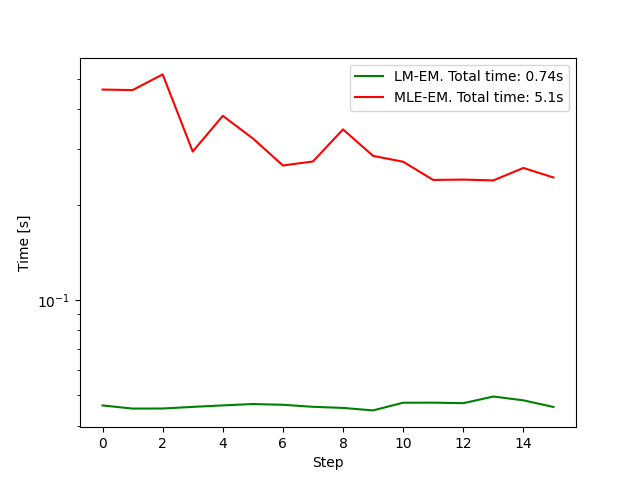 LM-EM. Total time: 0.74s
MLE-EM. Total time: 5.1s
Time [s]
10⁻¹
0 2 4 6 8 10 12 14
Step